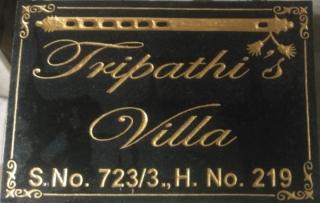 Tripathi's
Villa
S.No. 723/3,, H. No. 219